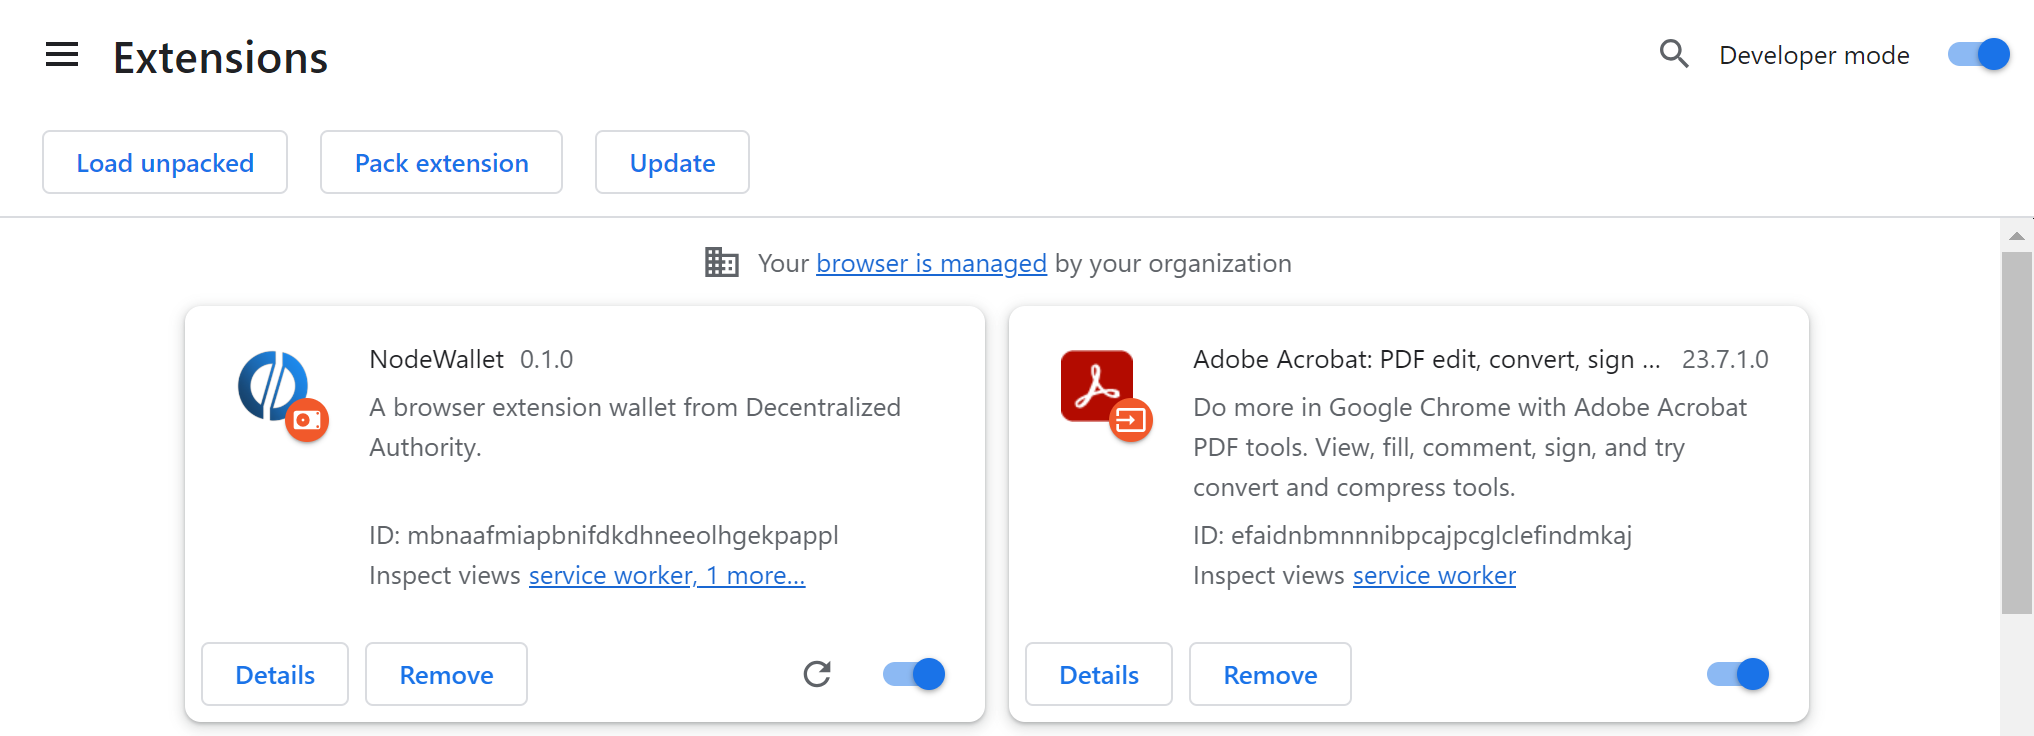 Extensions
Developer mode
Load unpacked
Pack extension
Update
Your browser is managed by your organization
NodeWallet 0.1.0
A browser extension wallet from Decentralized
Authority.
ID: mbnaafmiapbnifdkdhneeolhgekpappl
Inspect views service worker, 1 more...
Details
Remove
Adobe Acrobat: PDF edit, convert, sign ... 23.7.1.0
Do more in Google Chrome with Adobe Acrobat
PDF tools. View, fill, comment, sign, and try
convert and compress tools.
ID: efaidnbmnnnibpcajpcglclefindmkaj
Inspect views service worker
Details
Remove